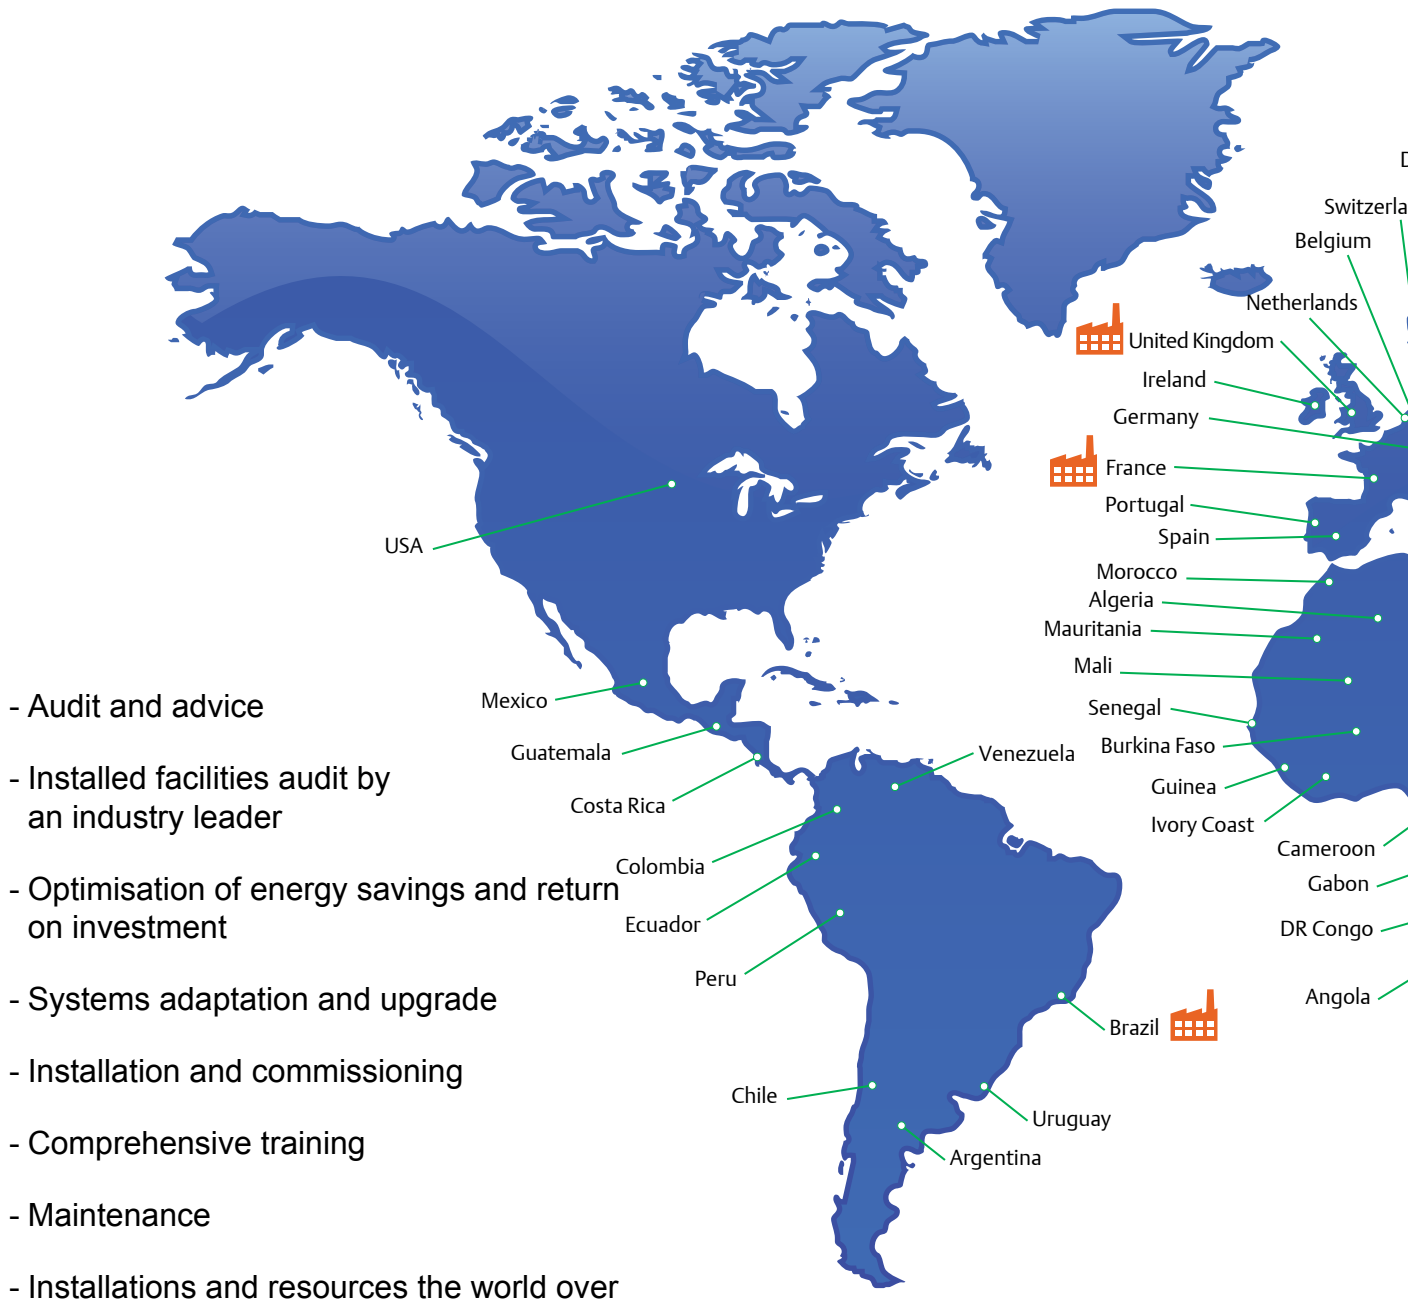 D
Switzerla
Belgium
Netherlands
United Kingdom
Ireland
Germany
France
Portugal
Spain
USA
Morocco
Algeria
Mauritania
Mali
Mexico
Senegal
Guatemala
Venezuela
Burkina Faso
Guinea
Costa Rica
Ivory Coast
Cameroon
Colombia
Gabon
Ecuador
DR Congo
Peru
Angola
Brazil
Chile
Uruguay
Argentina
- Audit and advice
- Installed facilities audit by
an industry leader
- Optimisation of energy savings and return
on investment
- Systems adaptation and upgrade
- Installation and commissioning
- Comprehensive training
- Maintenance
- Installations and resources the world over